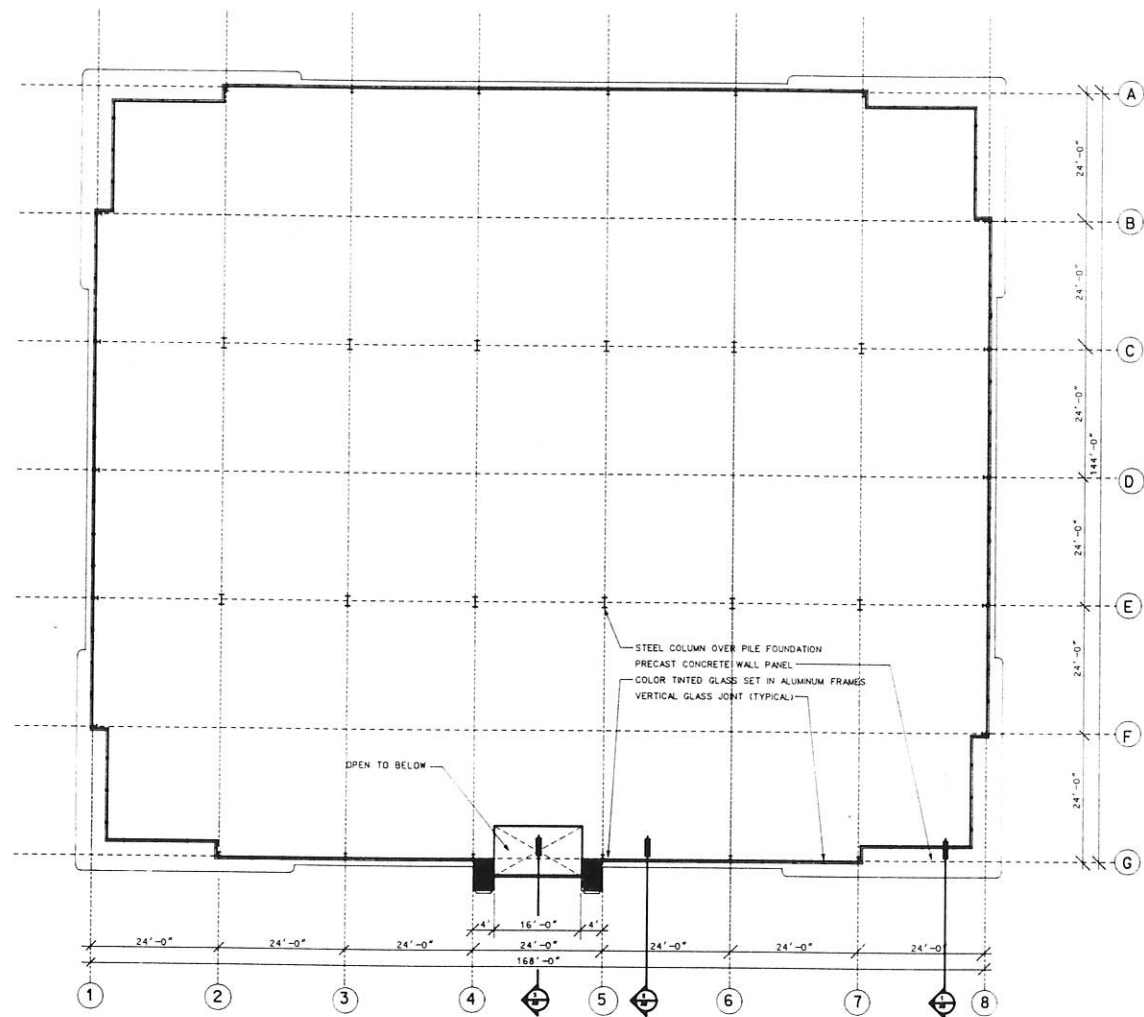 A
24'-0"
B
24'-0"
C
24'-0"
144'-0"
D
24'-0"
E
STEEL COLUMN OVER PILE FOUNDATION
PRECAST CONCRETE WALL PANEL
COLOR TINTED GLASS SET IN ALUMINUM FRAMES
VERTICAL GLASS JOINT (TYPICAL)
24'-0"
F
OPEN TO BELOW
24'-0"
G
4' 16'-0" 4'
24'-0" 24'-0" 24'-0" 24'-0" 24'-0" 24'-0" 24'-0"
168'-0"
1 2 3 4 5 6 7 8